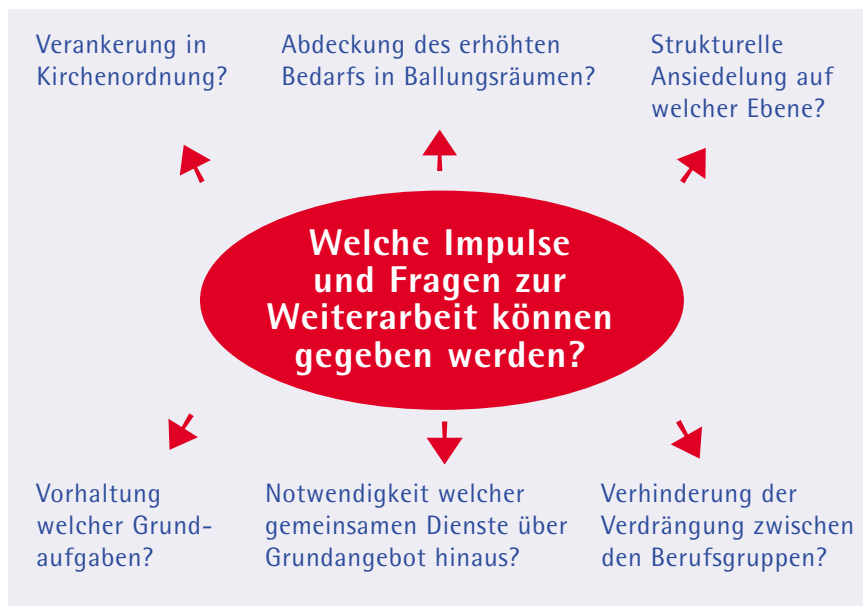 Verankerung in
Kirchenordnung?
Abdeckung des erhöhten
Bedarfs in Ballungsräumen?
Strukturelle
Ansiedelung auf
welcher Ebene?
Welche Impulse
und Fragen zur
Weiterarbeit können
gegeben werden?
Vorhaltung
welcher Grund-
aufgaben?
Notwendigkeit welcher
gemeinsamen Dienste über
Grundangebot hinaus?
Verhinderung der
Verdrängung zwischen
den Berufsgruppen?